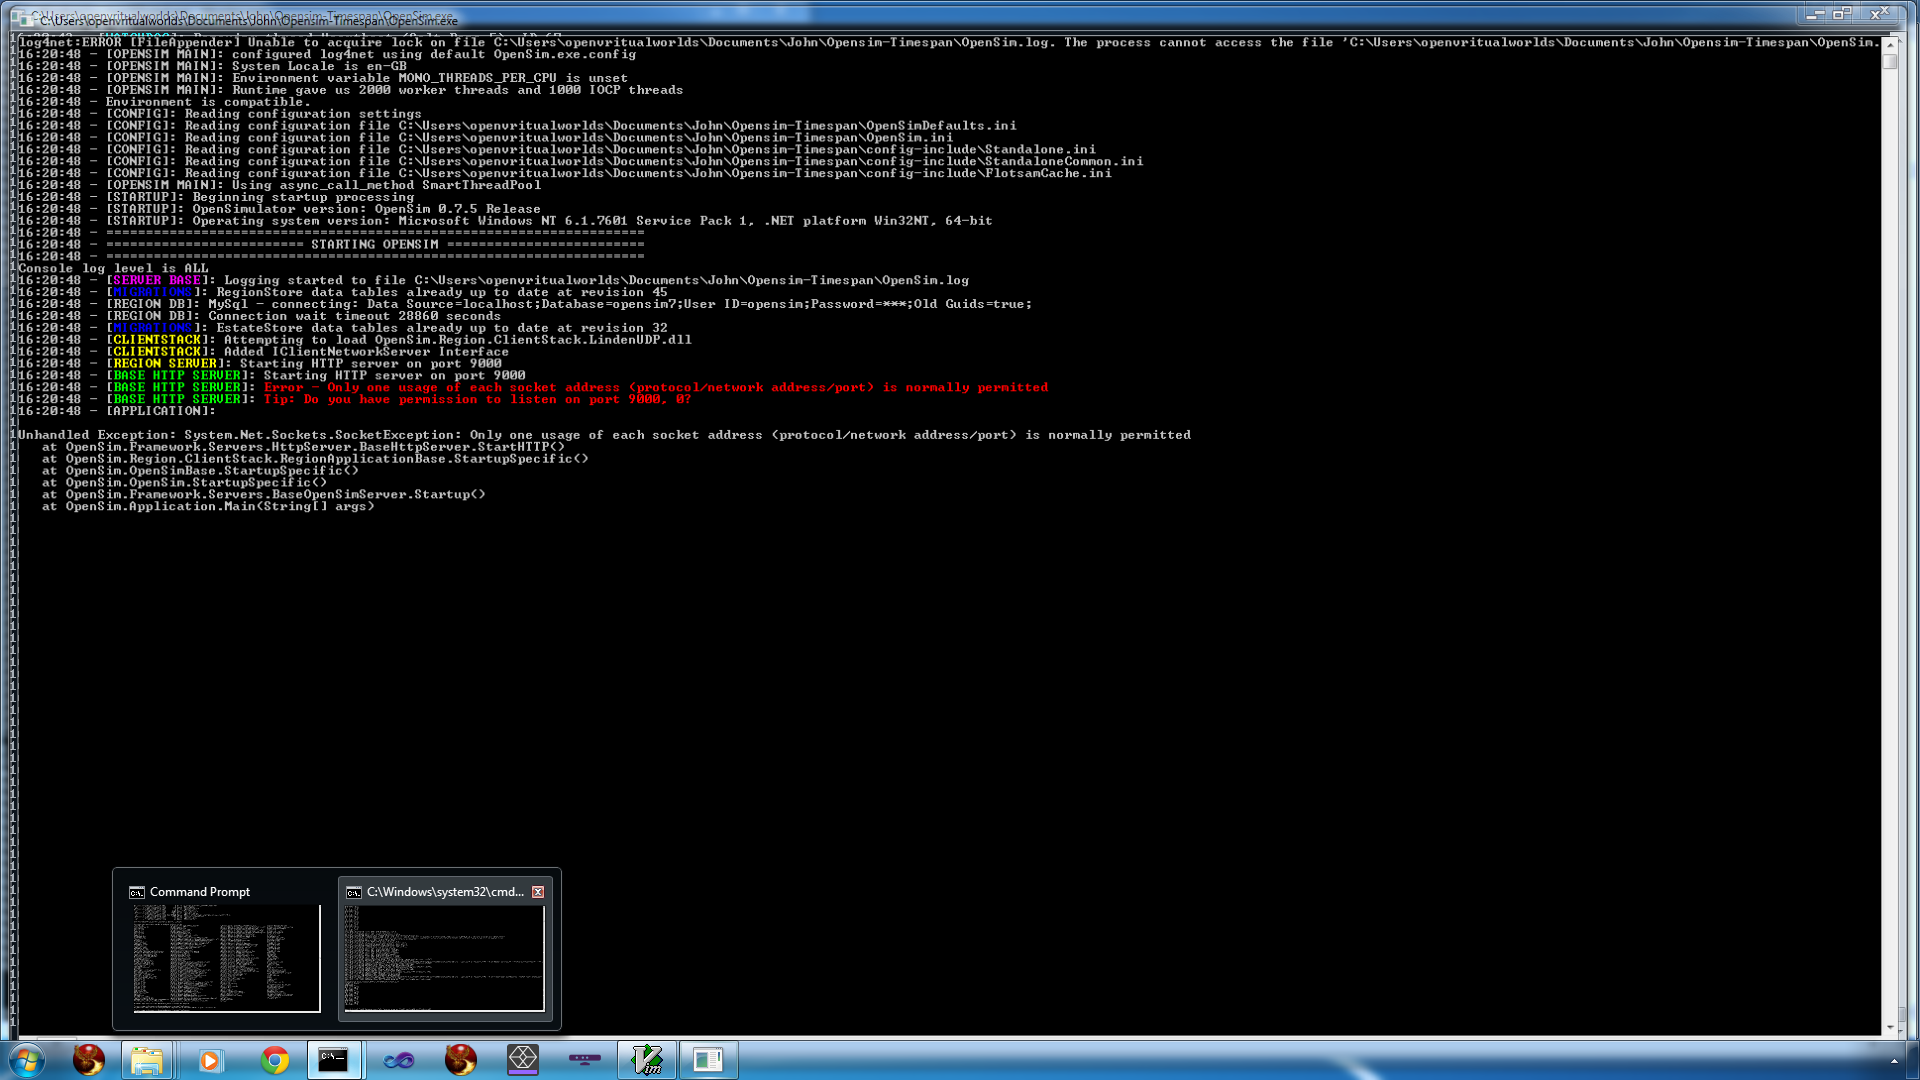 C:\Users\openvritualworlds\Documents\John\Opensim-Timespan\OpenSim.exe
log4net:ERROR [FileAppender] Unable to acquire lock on file C:\Users\openvritualworlds\Documents\John\Opensim-Timespan\OpenSim.log. The process cannot access the file 'C:\Users\openvritualworlds\Documents\John\Opensim-Timespan\OpenSim.
16:20:48 - [OPENSIM MAIN]: configured log4net using default OpenSim.exe.config
16:20:48 - [OPENSIM MAIN]: System Locale is en-GB
16:20:48 - [OPENSIM MAIN]: Environment variable MONO_THREADS_PER_CPU is unset
16:20:48 - [OPENSIM MAIN]: Runtime gave us 2000 worker threads and 1000 IOCP threads
16:20:48 - Environment is compatible.
16:20:48 - [CONFIG]: Reading configuration settings
16:20:48 - [CONFIG]: Reading configuration file C:\Users\openvritualworlds\Documents\John\Opensim-Timespan\OpenSimDefaults.ini
16:20:48 - [CONFIG]: Reading configuration file C:\Users\openvritualworlds\Documents\John\Opensim-Timespan\OpenSim.ini
16:20:48 - [CONFIG]: Reading configuration file C:\Users\openvritualworlds\Documents\John\Opensim-Timespan\config-include\Standalone.ini
16:20:48 - [CONFIG]: Reading configuration file C:\Users\openvritualworlds\Documents\John\Opensim-Timespan\config-include\StandaloneCommon.ini
16:20:48 - [CONFIG]: Reading configuration file C:\Users\openvritualworlds\Documents\John\Opensim-Timespan\config-include\FlotsamCache.ini
16:20:48 - [OPENSIM MAIN]: Using async_call_method SmartThreadPool
16:20:48 - [STARTUP]: Beginning startup processing
16:20:48 - [STARTUP]: OpenSimulator version: OpenSim 0.7.5 Release
16:20:48 - [STARTUP]: Operating system version: Microsoft Windows NT 6.1.7601 Service Pack 1, .NET platform Win32NT, 64-bit
16:20:48 - ====================================================================
16:20:48 - ========================= STARTING OPENSIM =========================
16:20:48 - ====================================================================
Console log level is ALL
16:20:48 - [SERVER BASE]: Logging started to file C:\Users\openvritualworlds\Documents\John\Opensim-Timespan\OpenSim.log
16:20:48 - [MIGRATIONS]: RegionStore data tables already up to date at revision 45
16:20:48 - [REGION DB]: MySql - connecting: Data Source=localhost;Database=opensim7;User ID=opensim;Password=***;Old Guids=true;
16:20:48 - [REGION DB]: Connection wait timeout 28860 seconds
16:20:48 - [MIGRATIONS]: EstateStore data tables already up to date at revision 32
16:20:48 - [CLIENTSTACK]: Attempting to load OpenSim.Region.ClientStack.LindenUDP.dll
16:20:48 - [CLIENTSTACK]: Added IClientNetworkServer Interface
16:20:48 - [REGION SERVER]: Starting HTTP server on port 9000
16:20:48 - [BASE HTTP SERVER]: Starting HTTP server on port 9000
16:20:48 - [BASE HTTP SERVER]: Error - Only one usage of each socket address (protocol/network address/port) is normally permitted
16:20:48 - [BASE HTTP SERVER]: Tip: Do you have permission to listen on port 9000, 0?
16:20:48 - [APPLICATION]:
Unhandled Exception: System.Net.Sockets.SocketException: Only one usage of each socket address (protocol/network address/port) is normally permitted
at OpenSim.Framework.Servers.HttpServer.BaseHttpServer.StartHTTP()
at OpenSim.Region.ClientStack.RegionApplicationBase.StartupSpecific()
at OpenSim.OpenSimBase.StartupSpecific()
at OpenSim.OpenSim.StartupSpecific()
at OpenSim.Framework.Servers.BaseOpenSimServer.Startup()
at OpenSim.Application.Main(String[] args)
Command Prompt
C:\Windows\system32\cmd...